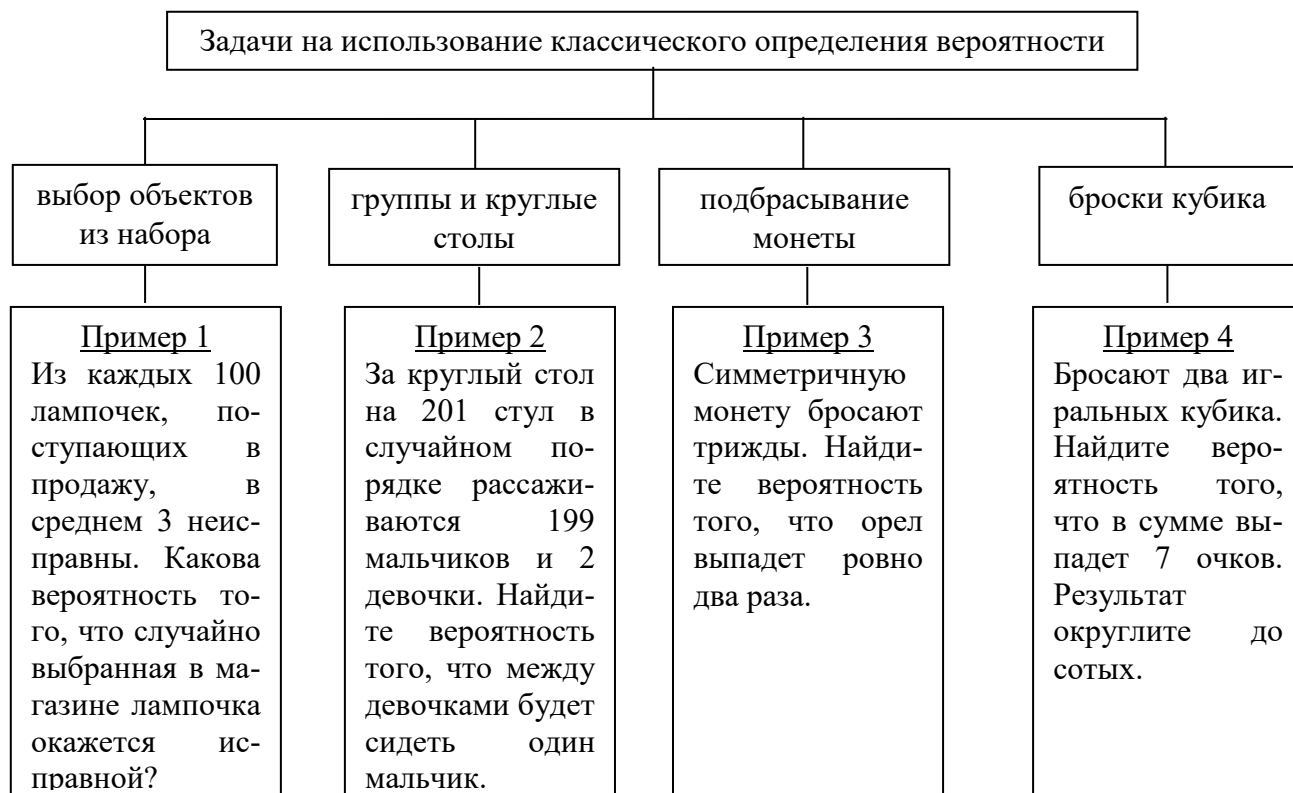 Задачи на использование классического определения вероятности
выбор объектов
из набора
группы и круглые
столы
подбрасывание
монеты
броски кубика
Пример 1
Из каждых 100
лампочек, по-
ступающих в
продажу, в
среднем 3 неис-
правны. Какова
вероятность то-
го, что случайно
выбранная в ма-
газине лампочка
окажется ис-
правной?
Пример 2
За круглый стол
на 201 стул в
случайном по-
рядке рассажи-
ваются 199
мальчиков и 2
девочки. Найди-
те вероятность
того, что между
девочками будет
сидеть один
мальчик.
Пример 3
Симметричную
монету бросают
трижды. Найди-
те вероятность
того, что орел
выпадет ровно
два раза.
Пример 4
Бросают два иг-
ральных кубика.
Найдите веро-
ятность того,
что в сумме вы-
падет 7 очков.
Результат
округлите до
сотых.